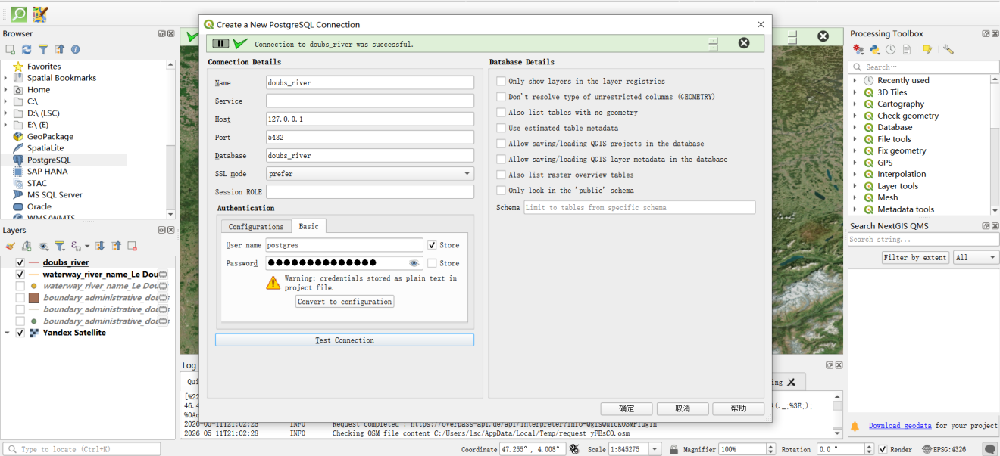 Create a New PostgreSQL Connection
Connection to doubs_river was successful.
Browser
Favorites
Spatial Bookmarks
Home
C:\
D:\ (LSC)
E:\ (E)
GeoPackage
SpatiaLite
PostgreSQL
SAP HANA
STAC
MS SQL Server
Oracle
WMS/WMTS
Layers
doubs_river
waterway_river_name_Le Dou
waterway_river_name_Le Dou
boundary_administrative_dou
boundary_administrative_dou
boundary_administrative_dou
Yandex Satellite
Connection Details
Name doubs_river
Service
Host 127.0.0.1
Port 5432
Database doubs_river
SSL mode prefer
Session ROLE
Authentication
Configurations Basic
User name postgres Store
Password Store
Warning: credentials stored as plain text in
project file.
Convert to configuration
Test Connection
Database Details
Only show layers in the layer registries
Don't resolve type of unrestricted columns (GEOMETRY)
Also list tables with no geometry
Use estimated table metadata
Allow saving/loading QGIS projects in the database
Allow saving/loading QGIS layer metadata in the database
Also list raster overview tables
Only look in the 'public' schema
Schema Limit to tables from specific schema
确定 取消 帮助
Processing Toolbox
Search…
Recently used
3D Tiles
Cartography
Check geometry
Database
File tools
Fix geometry
GPS
Interpolation
Layer tools
Mesh
Metadata tools
Search NextGIS QMS
Search string...
Filter by extent All
Download geodata for your project
Log
Qui
ing
[%22
46.4
(._;%3E;);
2026-05-11T21:02:28 INFO Request completed : https://overpass-api.de/api/interpreter?info=QgisQuickOSMPlugin
2026-05-11T21:02:28 INFO Checking OSM file content C:/Users/lsc/AppData/Local/Temp/request-yFEsCO.osm
Type to locate (Ctrl+K)
Coordinate 47.255° , 4.008° Scale 1:845275 Magnifier 100% Rotation 0.0 ° Render EPSG:4326